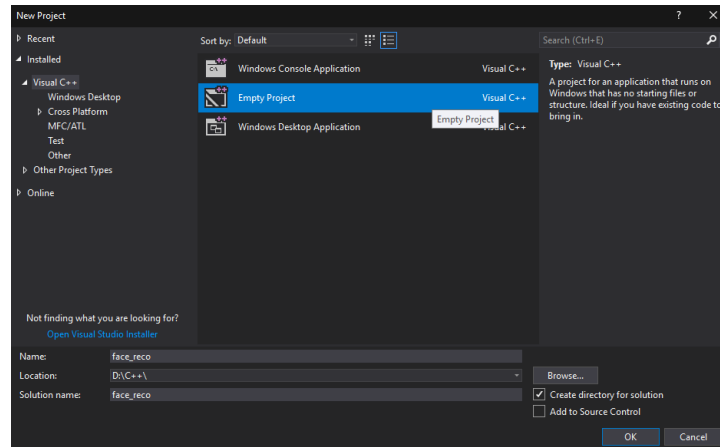 New Project
? X
Recent
Installed
Visual C++
Windows Desktop
Cross Platform
MFC/ATL
Test
Other
Other Project Types
Online
Not finding what you are looking for?
Open Visual Studio Installer
Sort by: Default
Windows Console Application Visual C++
Empty Project Visual C++
Empty Project
Windows Desktop Application Visual C++
Search (Ctrl+E)
Type: Visual C++
A project for an application that runs on
Windows that has no starting files or
structure. Ideal if you have existing code to
bring in.
Name: face_reco
Location: D:\C++\
Solution name: face_reco
Browse...
Create directory for solution
Add to Source Control
OK Cancel